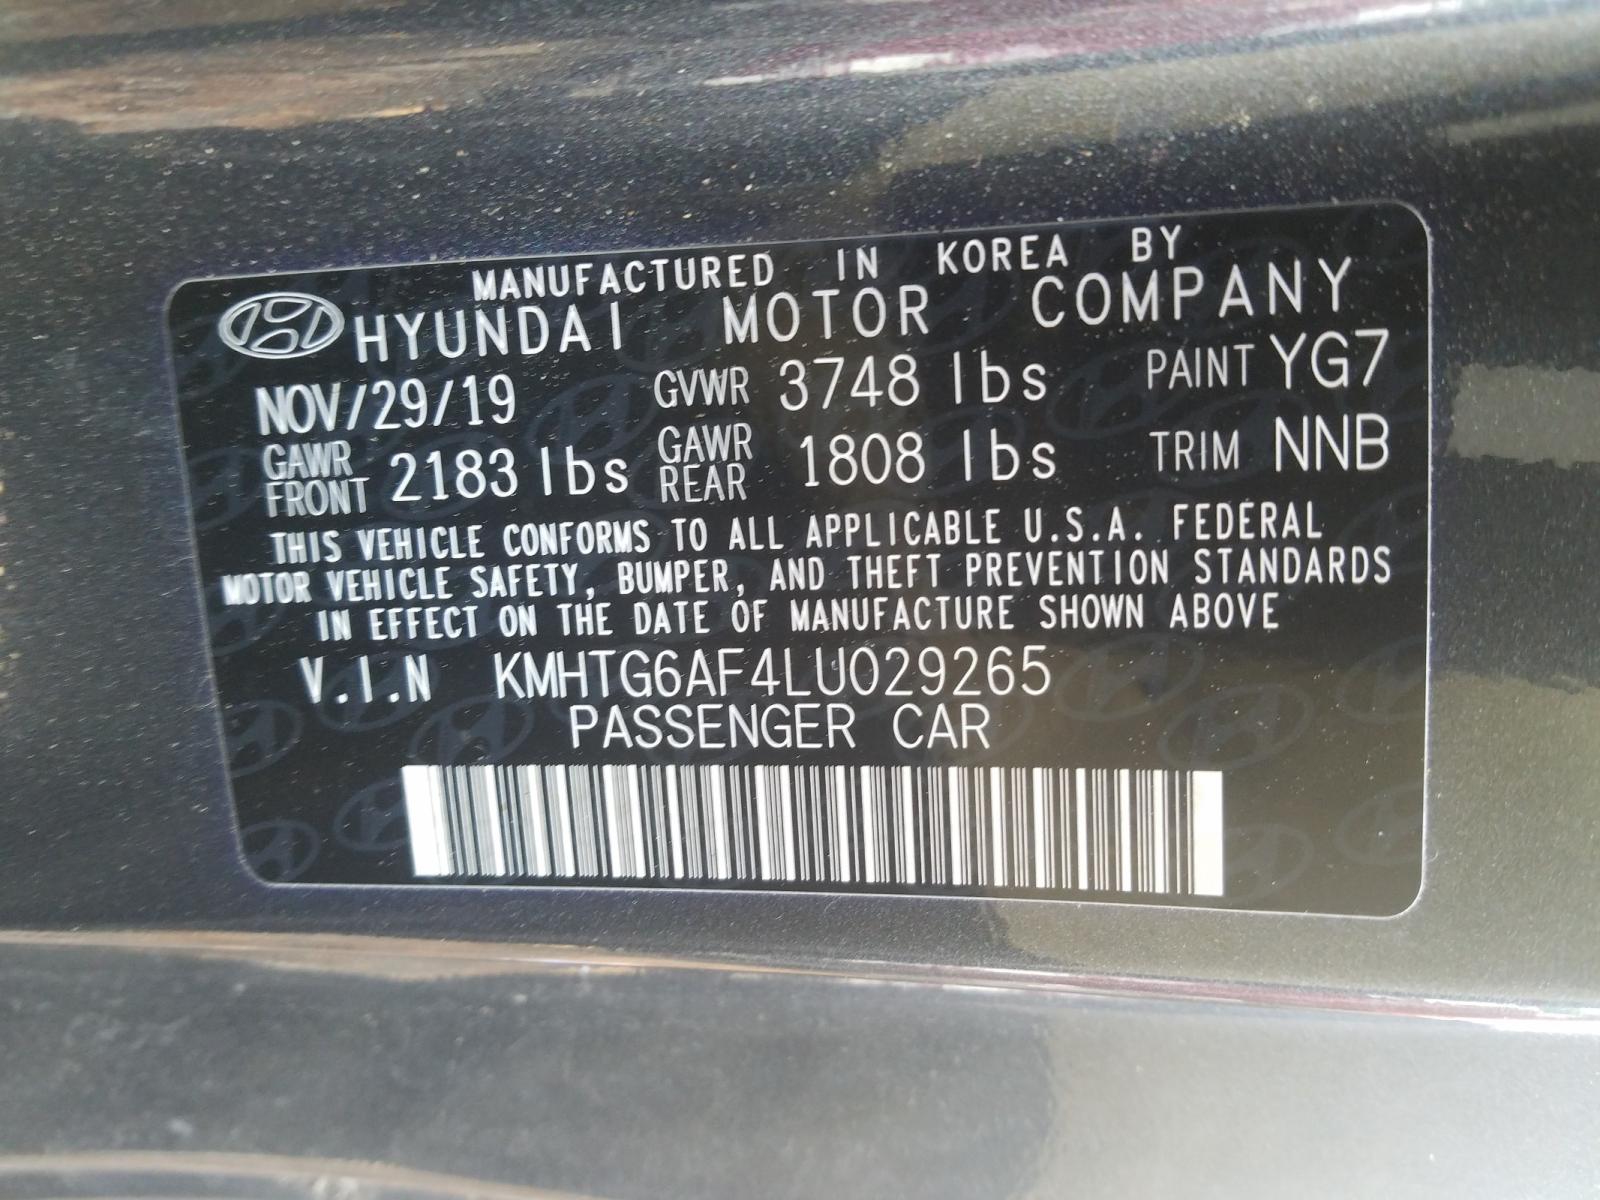 MANUFACTURED IN KOREA BY
HYUNDAI MOTOR COMPANY
NOV/29/19 GVWR 3748 lbs PAINT YG7
GAWR FRONT 2183 lbs GAWR REAR 1808 lbs TRIM NNB
THIS VEHICLE CONFORMS TO ALL APPLICABLE U.S.A. FEDERAL
MOTOR VEHICLE SAFETY, BUMPER, AND THEFT PREVENTION STANDARDS
IN EFFECT ON THE DATE OF MANUFACTURE SHOWN ABOVE
V.I.N KMHTG6AF4LU029265
PASSENGER CAR